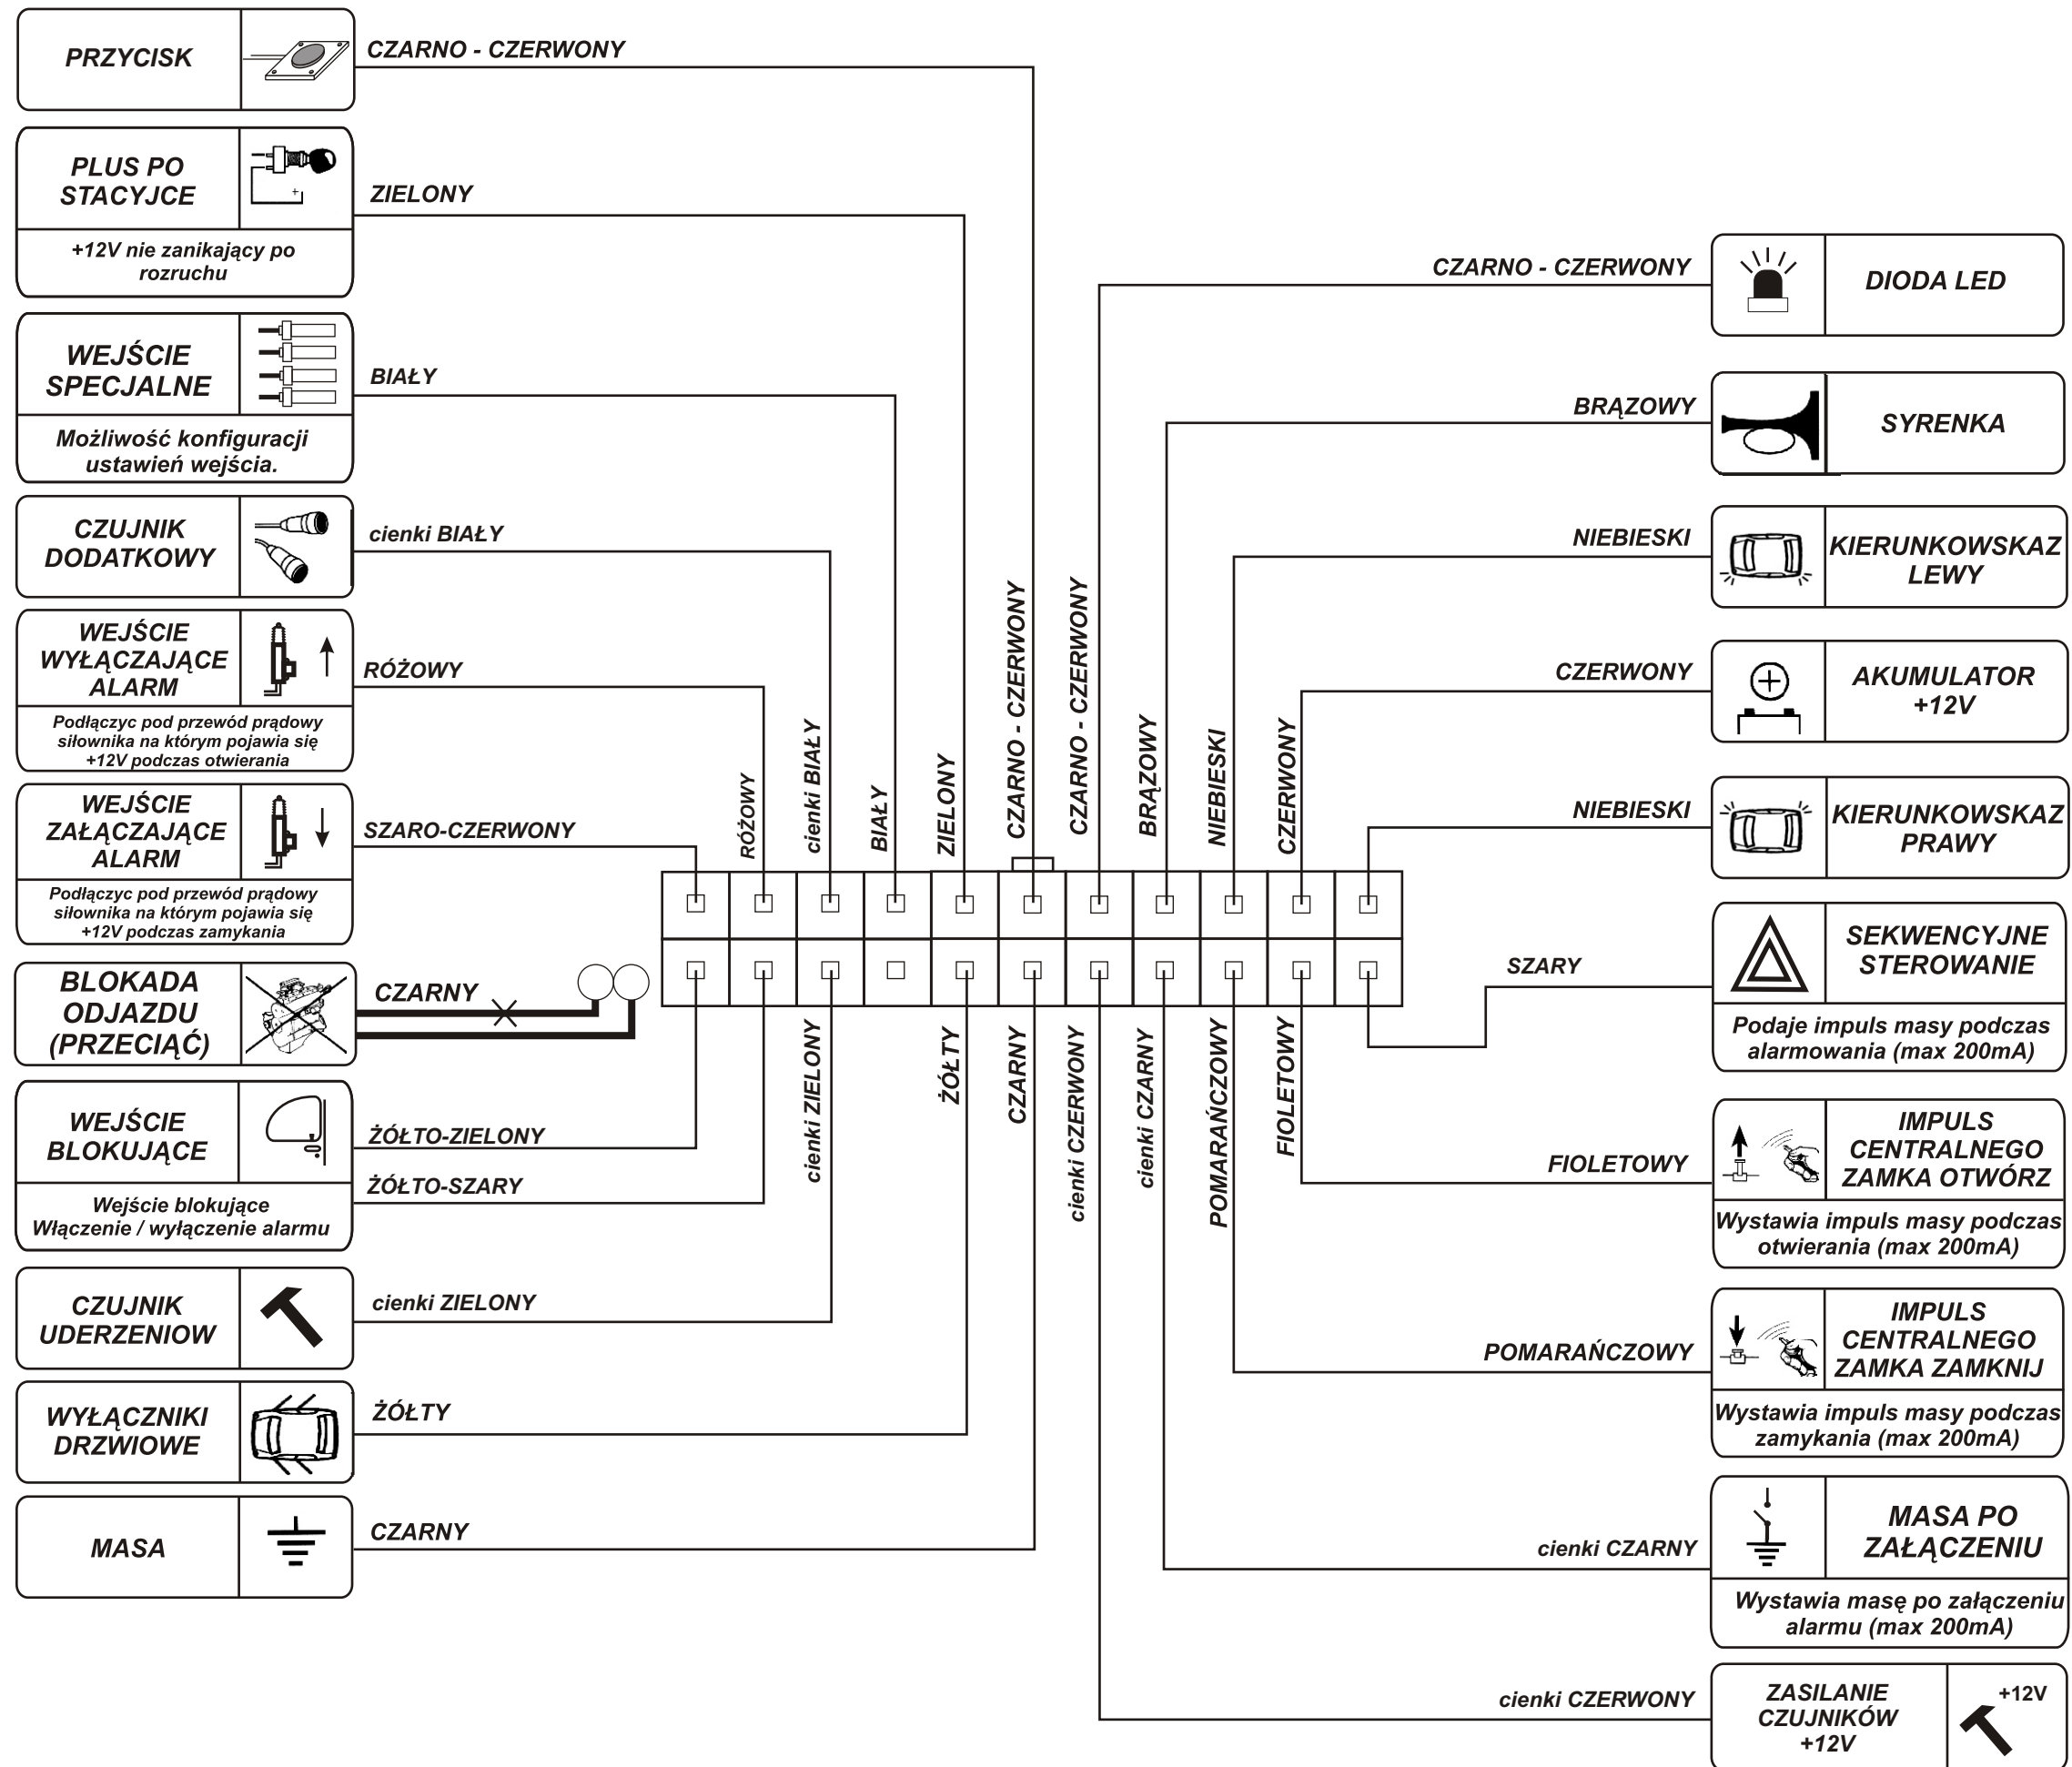 PRZYCISK
CZARNO - CZERWONY
PLUS PO
STACYJCE
ZIELONY
+12V nie zanikający po
rozruchu
WEJŚCIE
SPECJALNE
BIAŁY
Możliwość konfiguracji
ustawień wejścia.
CZUJNIK
DODATKOWY
cienki BIAŁY
WEJŚCIE
WYŁĄCZAJĄCE
ALARM
RÓŻOWY
Podłączyc pod przewód prądowy
siłownika na którym pojawia się
+12V podczas otwierania
WEJŚCIE
ZAŁĄCZAJĄCE
ALARM
SZARO-CZERWONY
Podłączyc pod przewód prądowy
siłownika na którym pojawia się
+12V podczas zamykania
BLOKADA
ODJAZDU
(PRZECIĄĆ)
CZARNY
WEJŚCIE
BLOKUJĄCE
ŻÓŁTO-ZIELONY
ŻÓŁTO-SZARY
Wejście blokujące
Włączenie / wyłączenie alarmu
CZUJNIK
UDERZENIOW
cienki ZIELONY
WYŁĄCZNIKI
DRZWIOWE
ŻÓŁTY
MASA
CZARNY
RÓŻOWY
cienki BIAŁY
BIAŁY
ZIELONY
CZARNO - CZERWONY
CZARNO - CZERWONY
BRĄZOWY
NIEBIESKI
CZERWONY
cienki ZIELONY
ŻÓŁTY
CZARNY
cienki CZERWONY
cienki CZARNY
POMARAŃCZOWY
FIOLETOWY
CZARNO - CZERWONY
DIODA LED
BRĄZOWY
SYRENKA
NIEBIESKI
KIERUNKOWSKAZ
LEWY
CZERWONY
+
AKUMULATOR
+12V
NIEBIESKI
KIERUNKOWSKAZ
PRAWY
SZARY
SEKWENCYJNE
STEROWANIE
Podaje impuls masy podczas
alarmowania (max 200mA)
FIOLETOWY
IMPULS
CENTRALNEGO
ZAMKA OTWÓRZ
Wystawia impuls masy podczas
otwierania (max 200mA)
POMARAŃCZOWY
IMPULS
CENTRALNEGO
ZAMKA ZAMKNIJ
Wystawia impuls masy podczas
zamykania (max 200mA)
cienki CZARNY
MASA PO
ZAŁĄCZENIU
Wystawia masę po załączeniu
alarmu (max 200mA)
cienki CZERWONY
ZASILANIE
CZUJNIKÓW
+12V
+12V